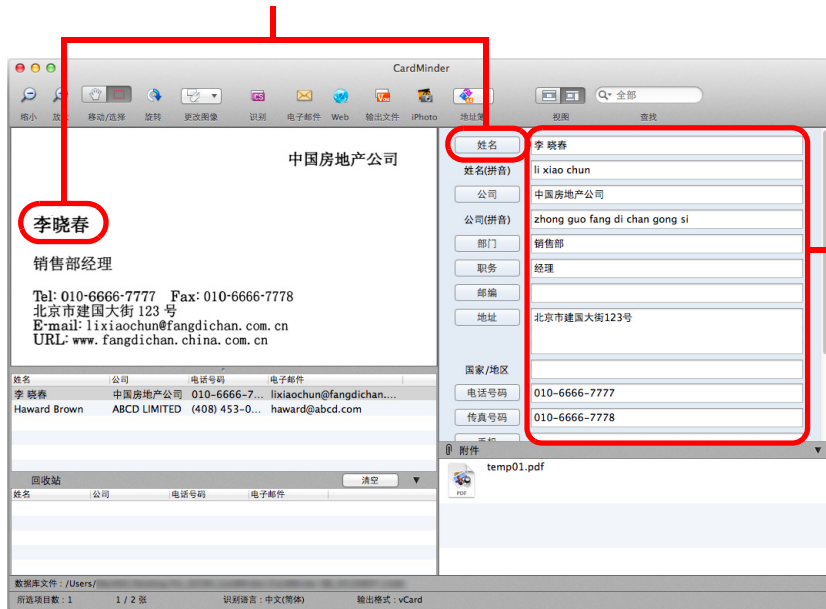 CardMinder
全部
缩小 放大 移动/选择 旋转 更改图像 识别 电子邮件 Web 输出文件 iPhoto 视图 查找
中国房地产公司
李晓春
销售部经理
Tel: 010-6666-7777 Fax: 010-6666-7778
北京市建国大街 123 号
E-mail: lixiaochun@fangdichan.com.cn
URL: www.fangdichan.china.com.cn
姓名 李 晓春
姓名(拼音) li xiao chun
公司 中国房地产公司
公司(拼音) zhong guo fang di chan gong si
部门 销售部
职务 经理
邮编
地址 北京市建国大街123号
国家/地区
电话号码 010-6666-7777
传真号码 010-6666-7778
手机
姓名 公司 电话号码 电子邮件
李 晓春 中国房地产公司 010-6666-7... lixiaochun@fangdichan....
Haward Brown ABCD LIMITED (408) 453-0... haward@abcd.com
回收站 清空
姓名 公司 电话号码 电子邮件
附件
temp01.pdf
PDF
数据库文件：/Users/
所选项目数：1 1 / 2 张 识别语言：中文(简体) 输出格式：vCard